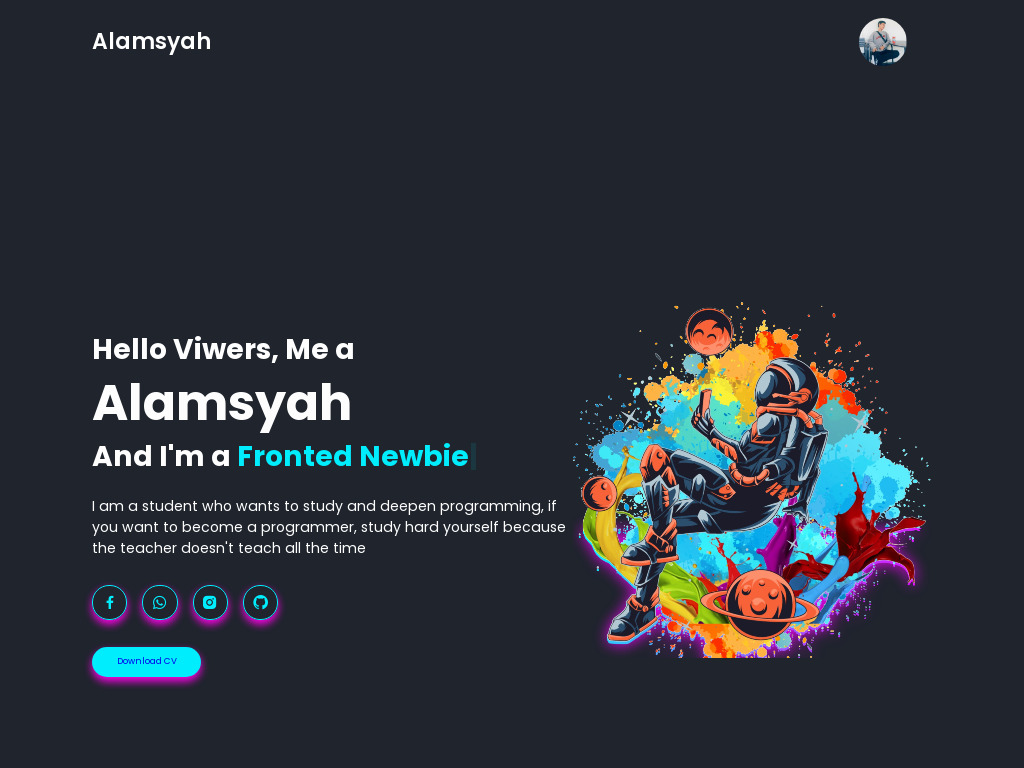 Alamsyah
Hello Viwers, Me a
Alamsyah
And I'm a Fronted Newbie
I am a student who wants to study and deepen programming, if
you want to become a programmer, study hard yourself because
the teacher doesn't teach all the time
Download CV